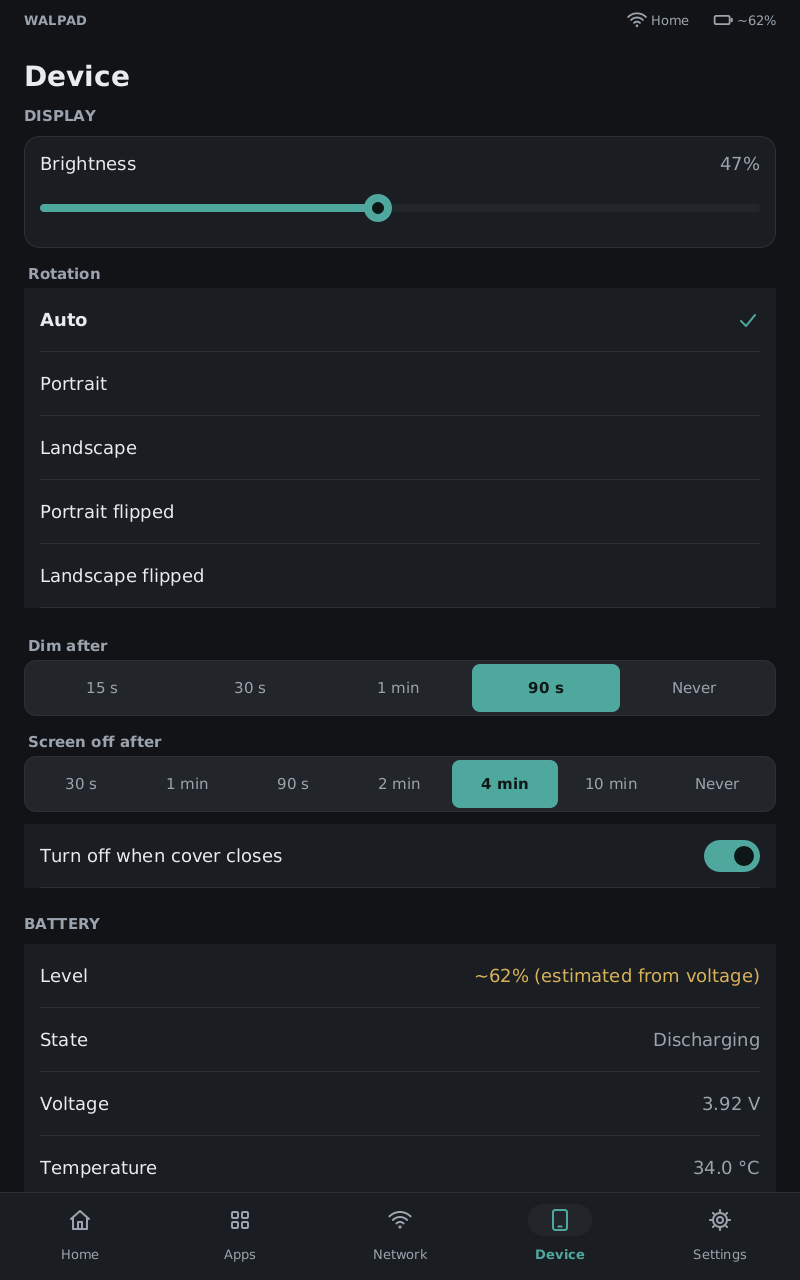 WALPAD Home ~62%
Device
DISPLAY
Brightness 47%
Rotation
Auto
Portrait
Landscape
Portrait flipped
Landscape flipped
Dim after
15 s 30 s 1 min 90 s Never
Screen off after
30 s 1 min 90 s 2 min 4 min 10 min Never
Turn off when cover closes
BATTERY
Level ~62% (estimated from voltage)
State Discharging
Voltage 3.92 V
Temperature 34.0 °C
Home Apps Network Device Settings